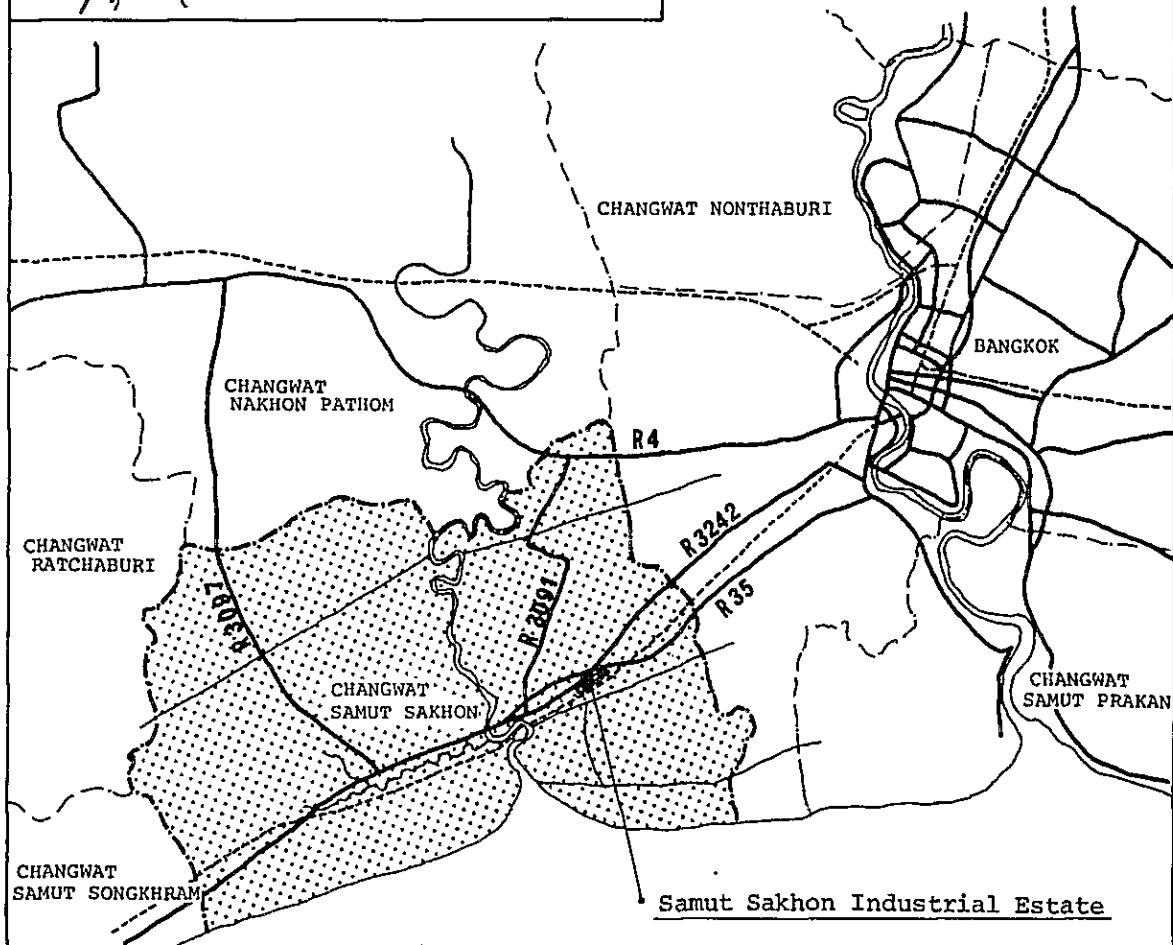 CHANGWAT NONTHABURI
BANGKOK
CHANGWAT
NAKHON PATHOM
R4
CHANGWAT
RATCHABURI
R3242
R35
R3087
R3091
CHANGWAT
SAMUT SAKHON
CHANGWAT
SAMUT PRAKAN
CHANGWAT
SAMUT SONGKHRAM
Samut Sakhon Industrial Estate